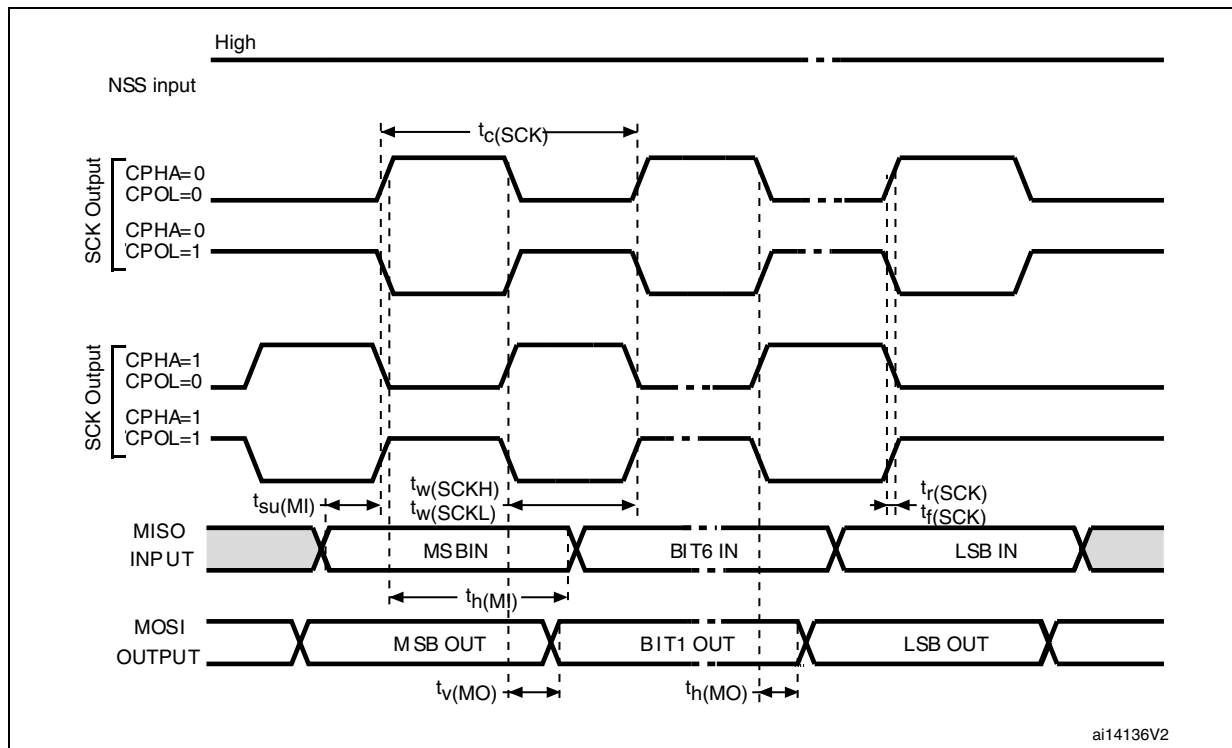 High
NSS input
tc(SCK)
SCK Output
CPHA=0
CPOL=0
CPHA=0
CPOL=1
SCK Output
CPHA=1
CPOL=0
CPHA=1
CPOL=1
tsu(MI)
tw(SCKH)
tw(SCKL)
tr(SCK)
tf(SCK)
MISO
INPUT
MSBIN
BIT6 IN
LSB IN
th(MI)
MOSI
OUTPUT
MSB OUT
BIT1 OUT
LSB OUT
tv(MO)
th(MO)
ai14136V2